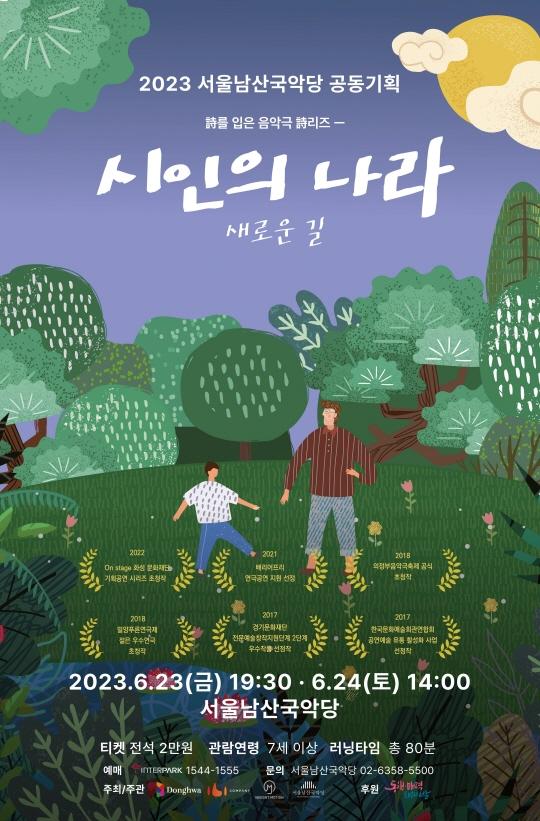 2023 서울남산국악당 공동기획
詩를 입은 음악극 詩리즈 —
시인의 나라
새로운 길
2022
On stage 화성 문화재단
기획공연 시리즈 초청작
2021
배리어프리
연극공연 지원 선정
2018
의정부음악극축제 공식
초청작
2018
밀양푸른연극제
젊은 우수연극
초청작
2017
경기문화재단
전문예술창작지원단계 2단계
우수작품 선정작
2017
한국문화예술회관연합회
공연예술 유통 활성화 사업
선정작
2023.6.23(금) 19:30 · 6.24(토) 14:00
서울남산국악당
티켓 전석 2만원 관람연령 7세 이상 러닝타임 총 80분
예매 INTERPARK 1544-1555 문의 서울남산국악당 02-6358-5500
주최/주관 Donghwa 서울남산국악당 후원